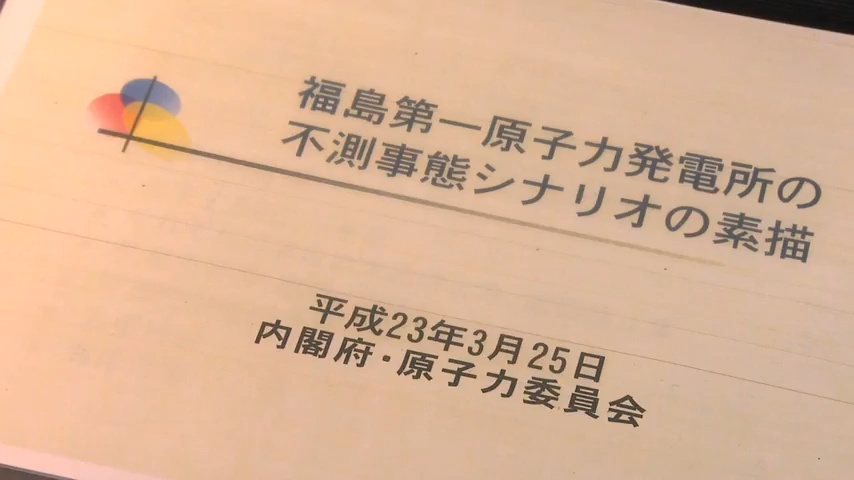 福島第一原子力発電所の
不測事態シナリオの素描
平成23年3月25日
内閣府・原子力委員会